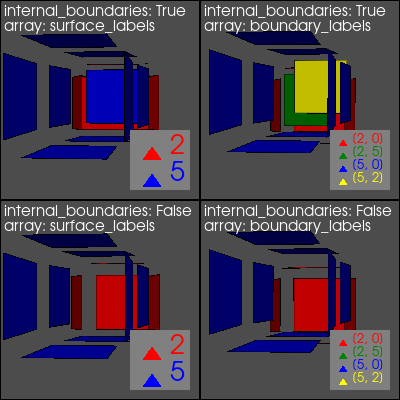 internal_boundaries: True
array: surface_labels
2
5
internal_boundaries: True
array: boundary_labels
(2, 0)
(2, 5)
(5, 0)
(5, 2)
internal_boundaries: False
array: surface_labels
2
5
internal_boundaries: False
array: boundary_labels
(2, 0)
(2, 5)
(5, 0)
(5, 2)